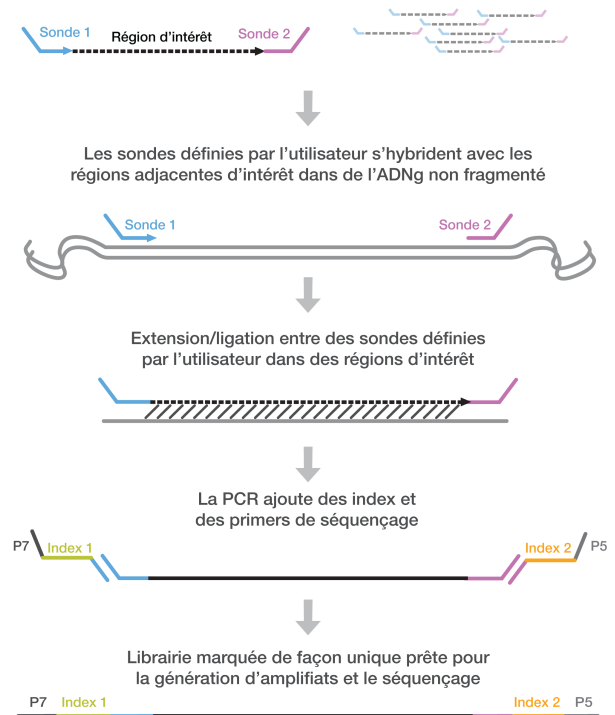 Sonde 1 Région d'intérêt Sonde 2
Les sondes définies par l'utilisateur s'hybrident avec les
régions adjacentes d'intérêt dans de l'ADNg non fragmenté
Sonde 1 Sonde 2
Extension/ligation entre des sondes définies
par l'utilisateur dans des régions d'intérêt
La PCR ajoute des index et
des primers de séquençage
P7 Index 1 Index 2 P5
Librairie marquée de façon unique prête pour
la génération d'amplifiats et le séquençage
P7 Index 1 Index 2 P5